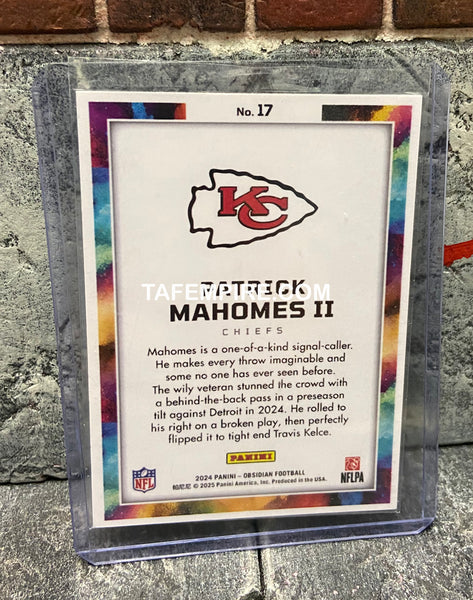 No. 17
KC
PATRICK
TAFEMPIRE.COM
MAHOMES II
CHIEFS
Mahomes is a one-of-a-kind signal-caller.
He makes every throw imaginable and
some no one has ever seen before.
The wily veteran stunned the crowd with
a behind-the-back pass in a preseason
tilt against Detroit in 2024. He rolled to
his right on a broken play, then perfectly
flipped it to tight end Travis Kelce.
PANINI
2024 PANINI – OBSIDIAN FOOTBALL
© 2025 Panini America, Inc. Produced in the USA.
NFL
NFLPA